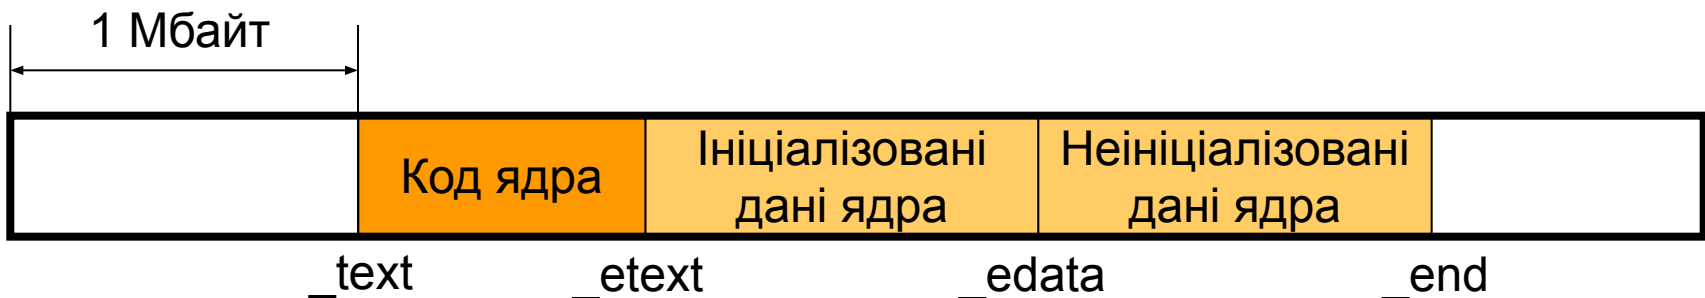 1 Мбайт
Код ядра
Ініціалізовані
дані ядра
Неініціалізовані
дані ядра
_text
_etext
_edata
_end